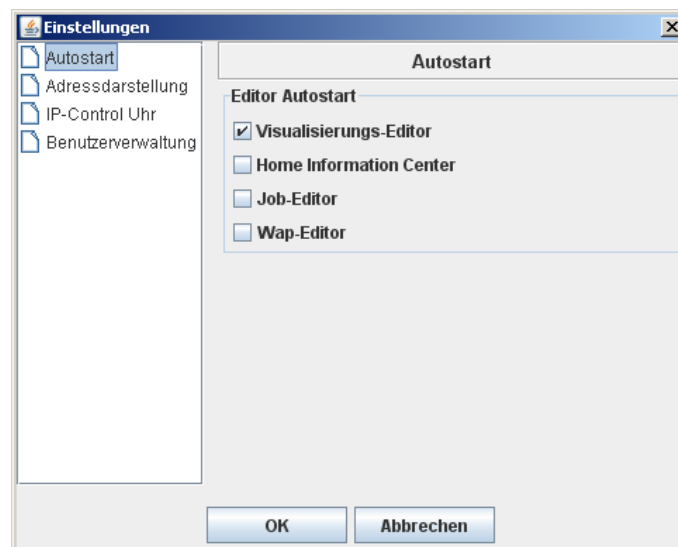 Einstellungen
Autostart
Adressdarstellung
IP-Control Uhr
Benutzerverwaltung
Autostart
Editor Autostart
Visualisierungs-Editor
Home Information Center
Job-Editor
Wap-Editor
OK
Abbrechen